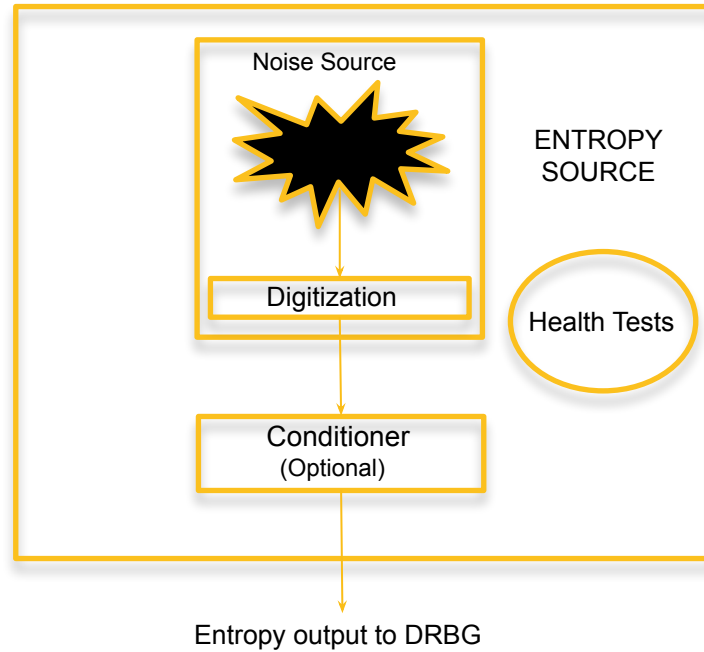 Noise Source
ENTROPY
SOURCE
Digitization
Health Tests
Conditioner
(Optional)
Entropy output to DRBG